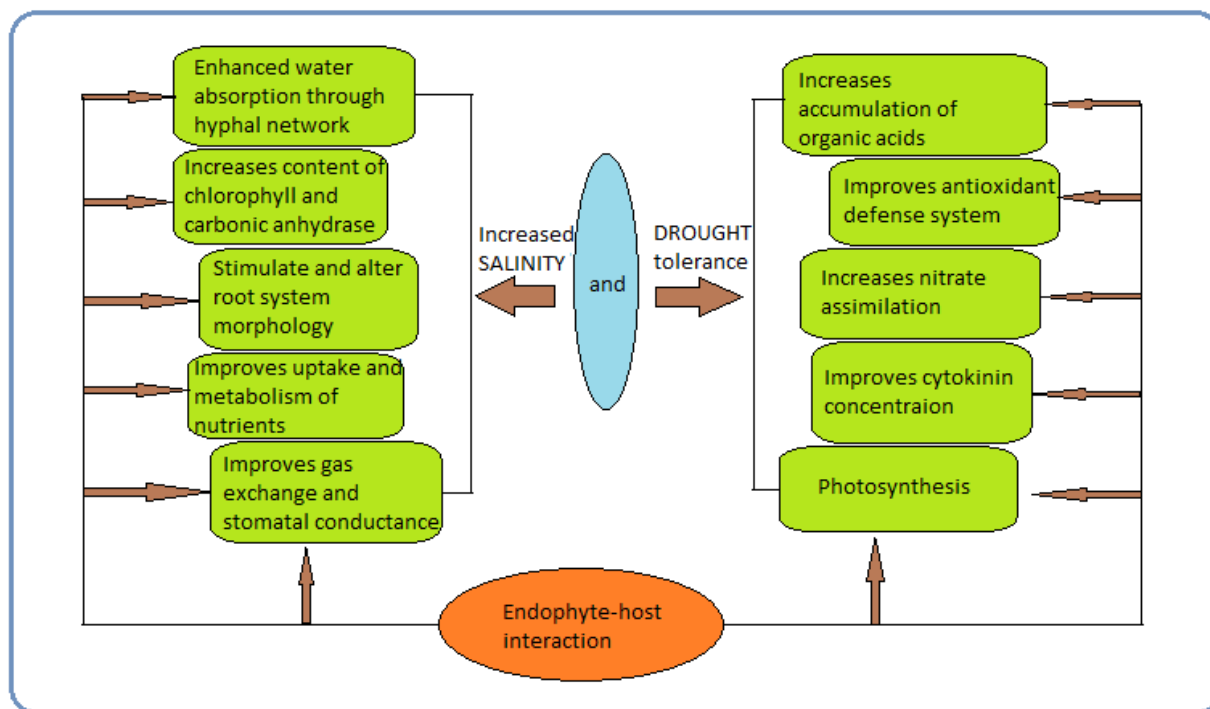 Enhanced water
absorption through
hyphal network
Increases content of
chlorophyll and
carbonic anhydrase
Stimulate and alter
root system
morphology
Improves uptake and
metabolism of
nutrients
Improves gas
exchange and
stomatal conductance
Increased
SALINITY
and
DROUGHT
tolerance
Increases
accumulation of
organic acids
Improves antioxidant
defense system
Increases nitrate
assimilation
Improves cytokinin
concentraion
Photosynthesis
Endophyte-host
interaction